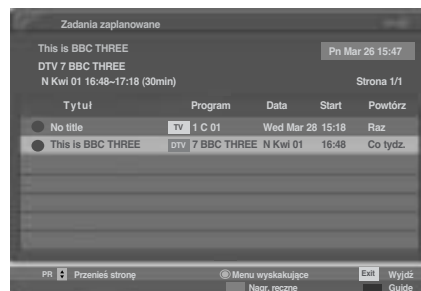 Zadania zaplanowane
This is BBC THREE
Pn Mar 26 15:47
DTV 7 BBC THREE
N Kwi 01 16:48~17:18 (30min)
Strona 1/1
Tytuł Program Data Start Powtórz
No title TV 1 C 01 Wed Mar 28 15:18 Raz
This is BBC THREE DTV 7 BBC THREE N Kwi 01 16:48 Co tydz.
PR Przenieś stronę Menu wyskakujące Exit Wyjdź
Nagr. ręczne Guide